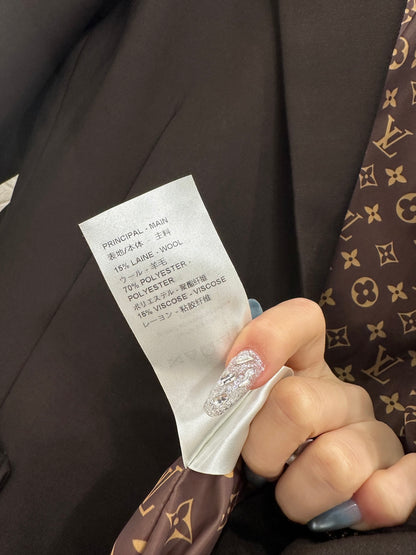 PRINCIPAL - MAIN
表地/本体 主料
15% LAINE - WOOL
ウール - 羊毛
70% POLYESTER -
POLYESTER
ポリエステル - 聚酯纤维
15% VISCOSE - VISCOSE
レーヨン - 粘胶纤维